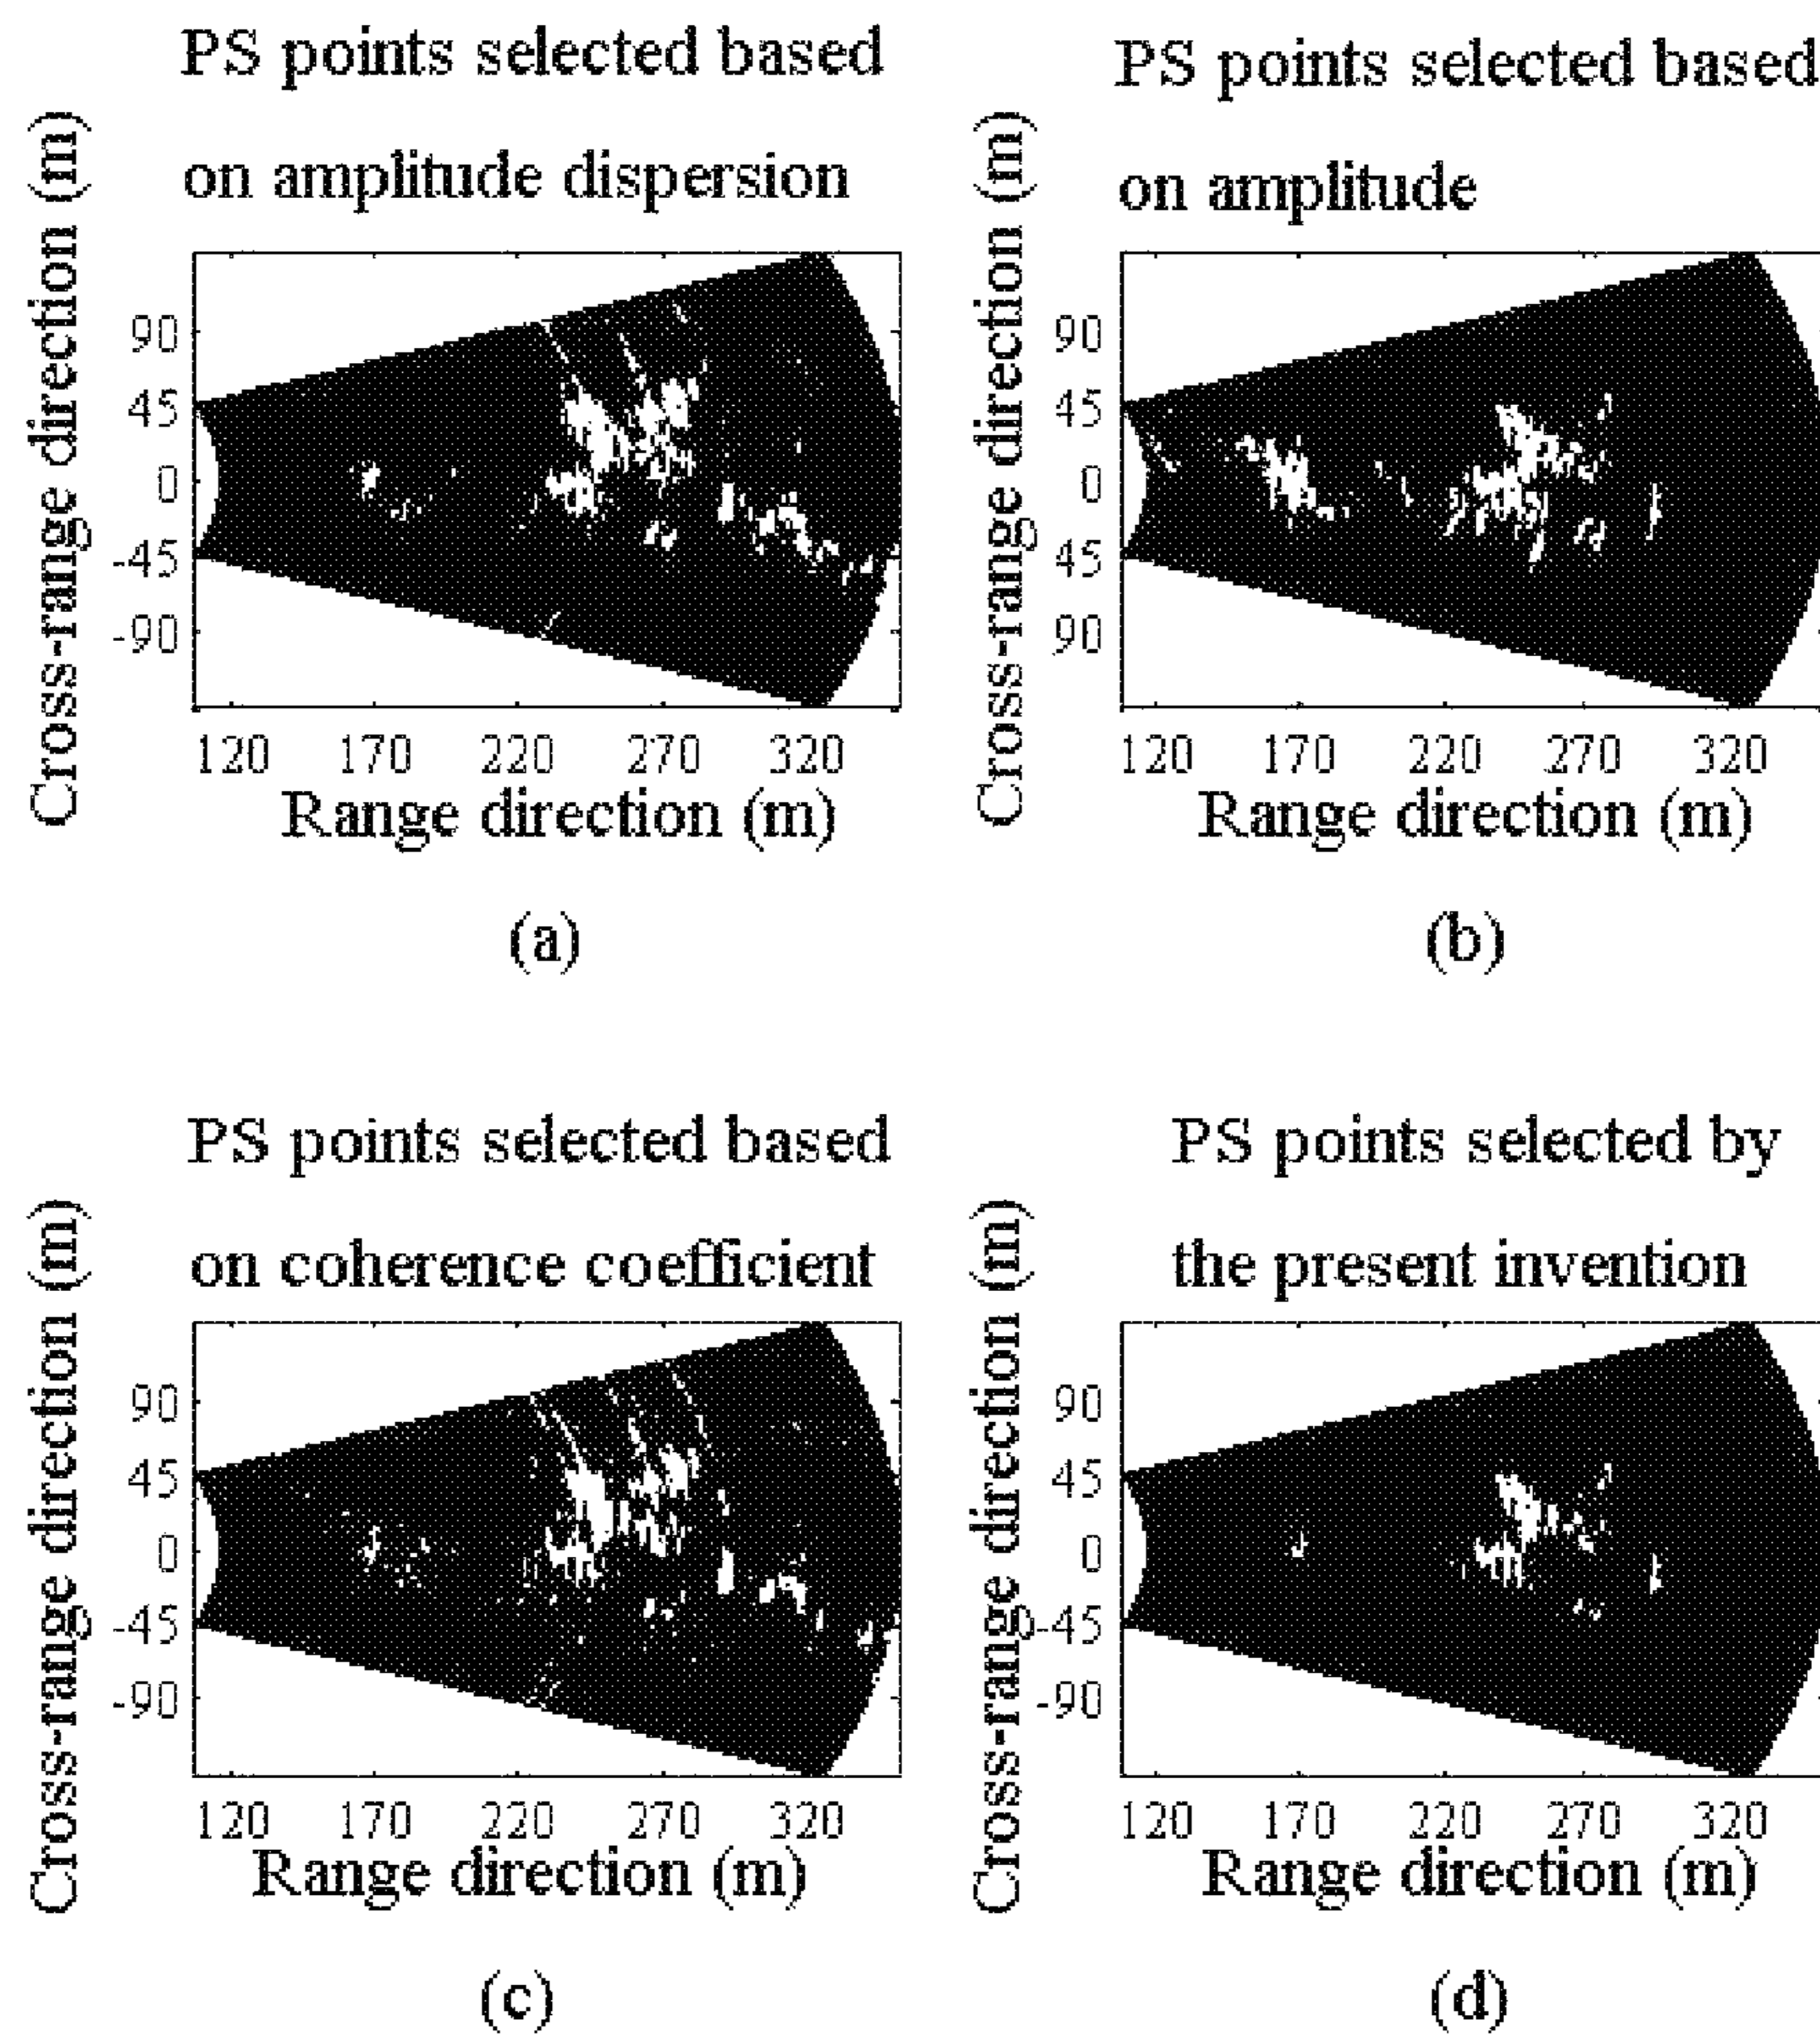 PS points selected based
on amplitude dispersion
Cross-range direction (m)
90
45
0
-45
-90
120 170 220 270 320
Range direction (m)
(a)
PS points selected based
on amplitude
Cross-range direction (m)
90
45
0
45
90
120 170 220 270 320
Range direction (m)
(b)
PS points selected based
on coherence coefficient
Cross-range direction (m)
90
45
0
-45
-90
120 170 220 270 320
Range direction (m)
(c)
PS points selected by
the present invention
Cross-range direction (m)
90
45
0
-45
-90
120 170 220 270 320
Range direction (m)
(d)